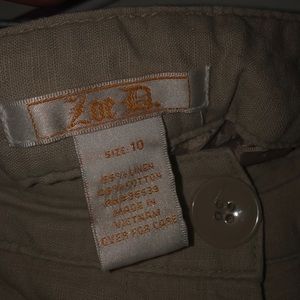 Zoe D.
SIZE: 10
55% LINEN
45% COTTON
MADE IN
VIETNAM
OVER FOR CARE